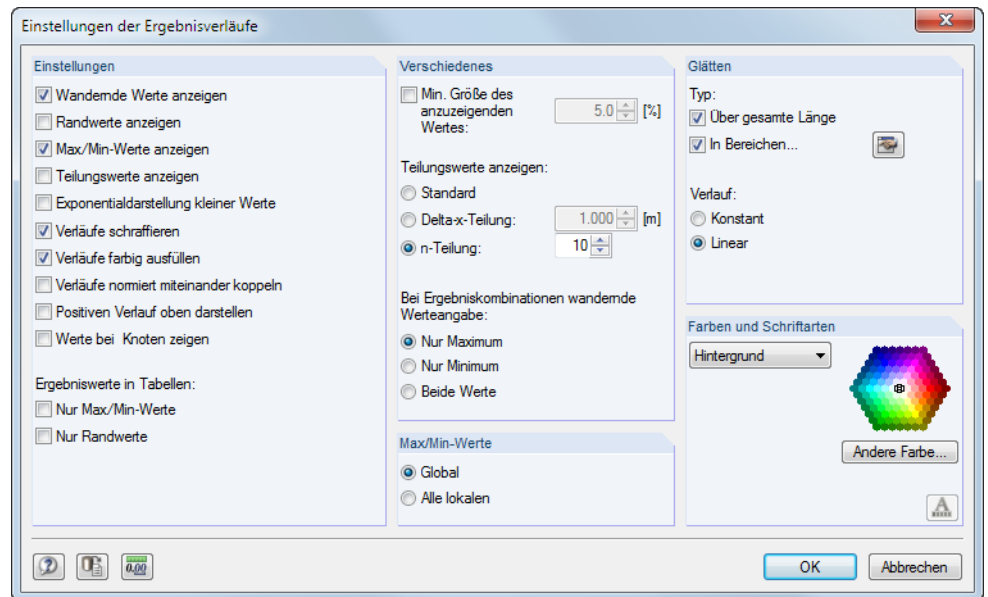 Einstellungen der Ergebnisverläufe
Einstellungen
Wandernde Werte anzeigen
Randwerte anzeigen
Max/Min-Werte anzeigen
Teilungswerte anzeigen
Exponentialdarstellung kleiner Werte
Verläufe schraffieren
Verläufe farbig ausfüllen
Verläufe normiert miteinander koppeln
Positiven Verlauf oben darstellen
Werte bei Knoten zeigen
Ergebniswerte in Tabellen:
Nur Max/Min-Werte
Nur Randwerte
Verschiedenes
Min. Größe des
anzuzeigenden
Wertes:
5.0 [%]
Teilungswerte anzeigen:
Standard
Delta-x-Teilung: 1.000 [m]
n-Teilung: 10
Bei Ergebniskombinationen wandernde
Werteangabe:
Nur Maximum
Nur Minimum
Beide Werte
Max/Min-Werte
Global
Alle lokalen
Glätten
Typ:
Über gesamte Länge
In Bereichen...
Verlauf:
Konstant
Linear
Farben und Schriftarten
Hintergrund
Andere Farbe...
A
0.00
OK
Abbrechen